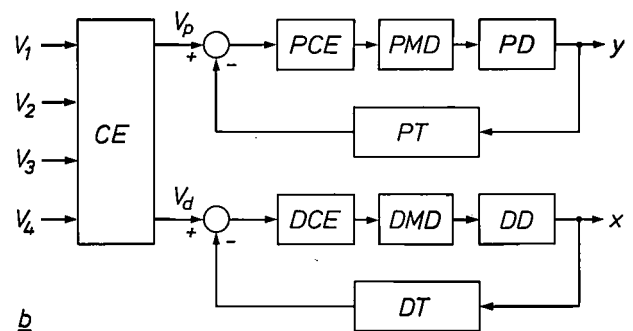 V1
V2
V3
V4
CE
Vp
+
-
PCE
PMD
PD
y
PT
Vd
+
-
DCE
DMD
DD
x
DT
b